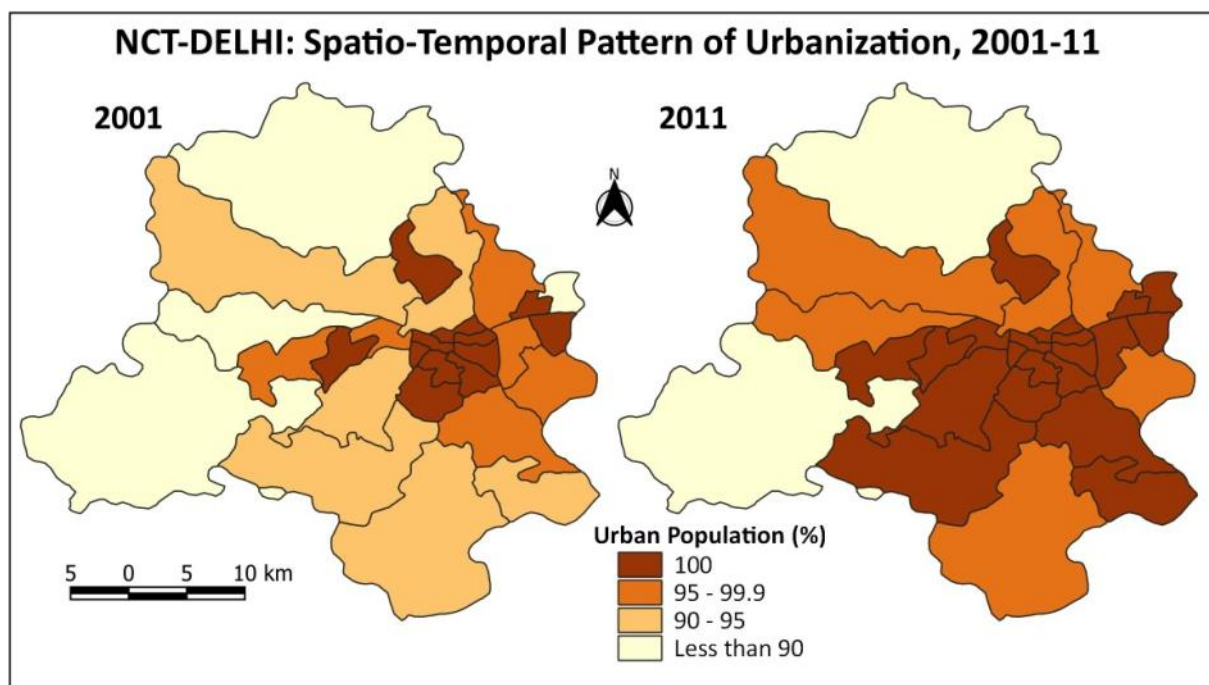 NCT-DELHI: Spatio-Temporal Pattern of Urbanization, 2001-11
2001
2011
N
Urban Population (%)
100
95 - 99.9
90 - 95
Less than 90
5 0 5 10 km